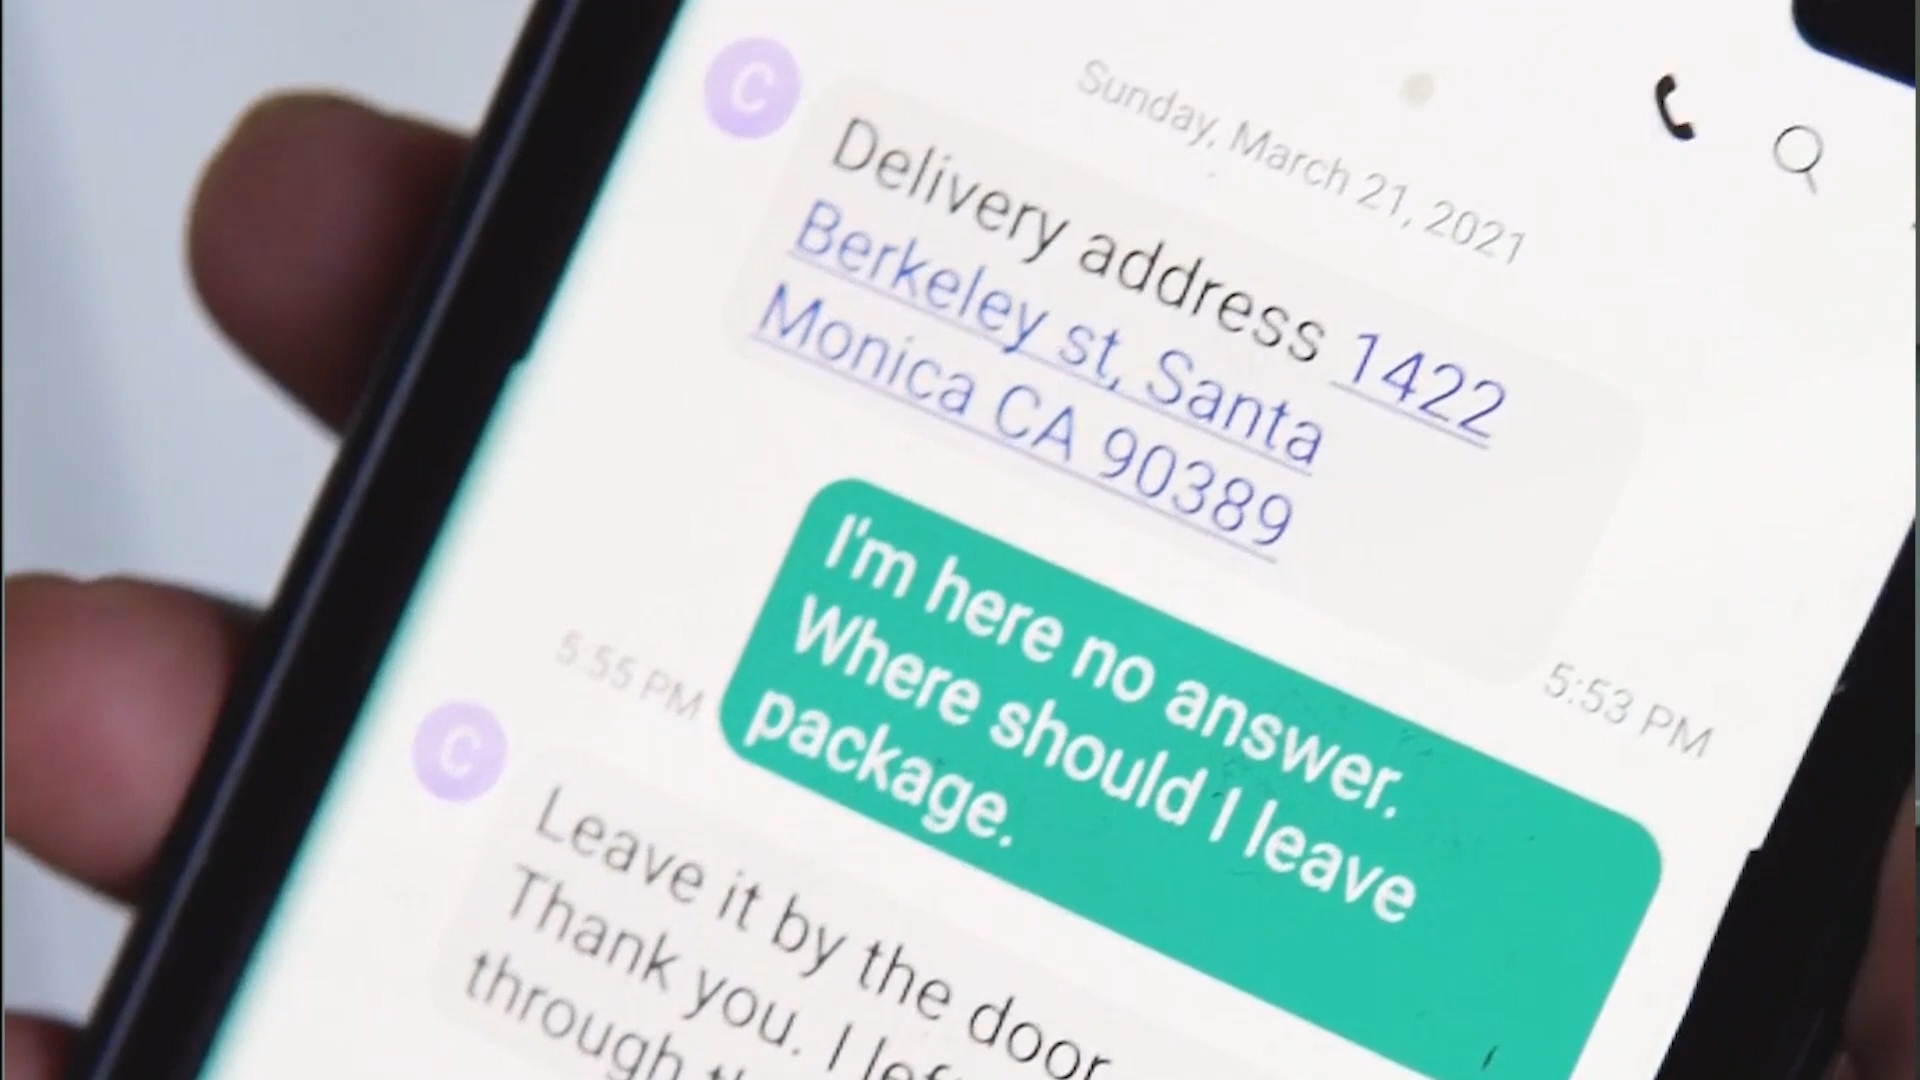 Sunday, March 21, 2021
C
Delivery address 1422
Berkeley st, Santa
Monica CA 90389
5:53 PM
I'm here no answer.
Where should I leave
package.
5:55 PM
C
Leave it by the door
Thank you. I
through